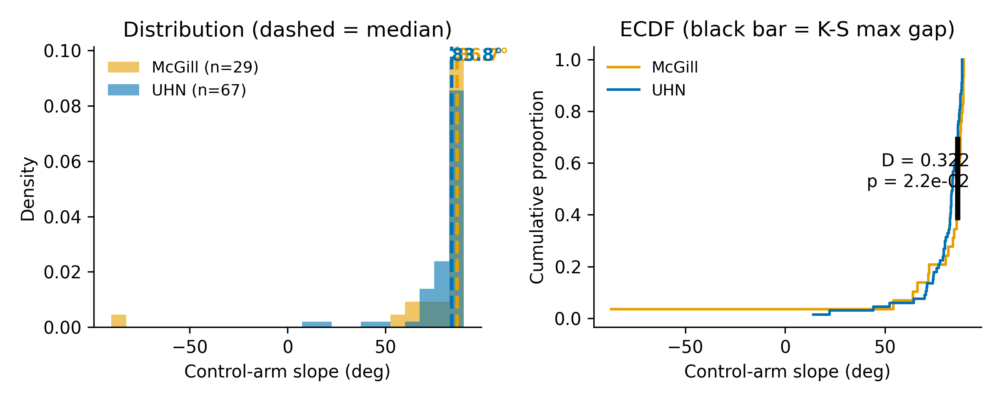 Distribution (dashed = median)
0.10
0.08
0.06
0.04
0.02
0.00
Density
McGill (n=29)
UHN (n=67)
83.8°
−50
0
50
Control-arm slope (deg)
ECDF (black bar = K-S max gap)
1.0
0.8
0.6
0.4
0.2
0.0
Cumulative proportion
McGill
UHN
D = 0.322
p = 2.2e-02
−50
0
50
Control-arm slope (deg)